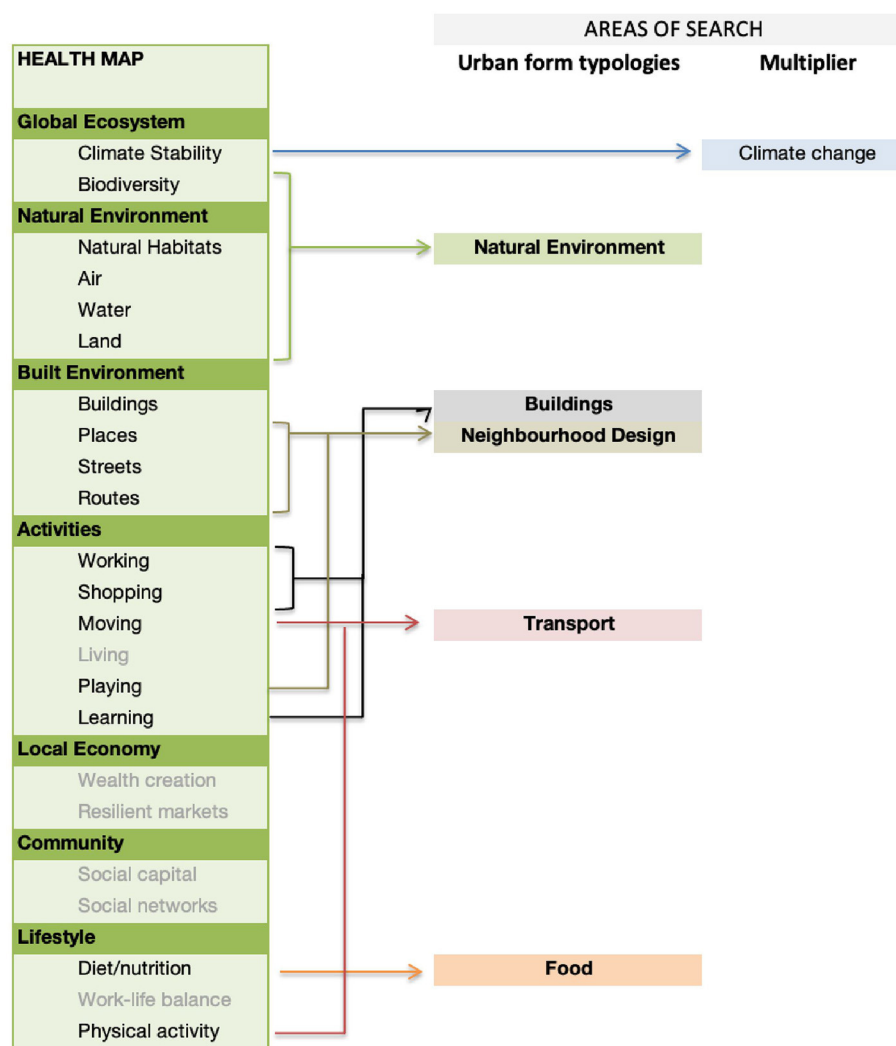 AREAS OF SEARCH
HEALTH MAP
Urban form typologies
Multiplier
Global Ecosystem
Climate Stability
Climate change
Biodiversity
Natural Environment
Natural Habitats
Natural Environment
Air
Water
Land
Built Environment
Buildings
Buildings
Places
Neighbourhood Design
Streets
Routes
Activities
Working
Shopping
Moving
Transport
Living
Playing
Learning
Local Economy
Wealth creation
Resilient markets
Community
Social capital
Social networks
Lifestyle
Diet/nutrition
Food
Work-life balance
Physical activity